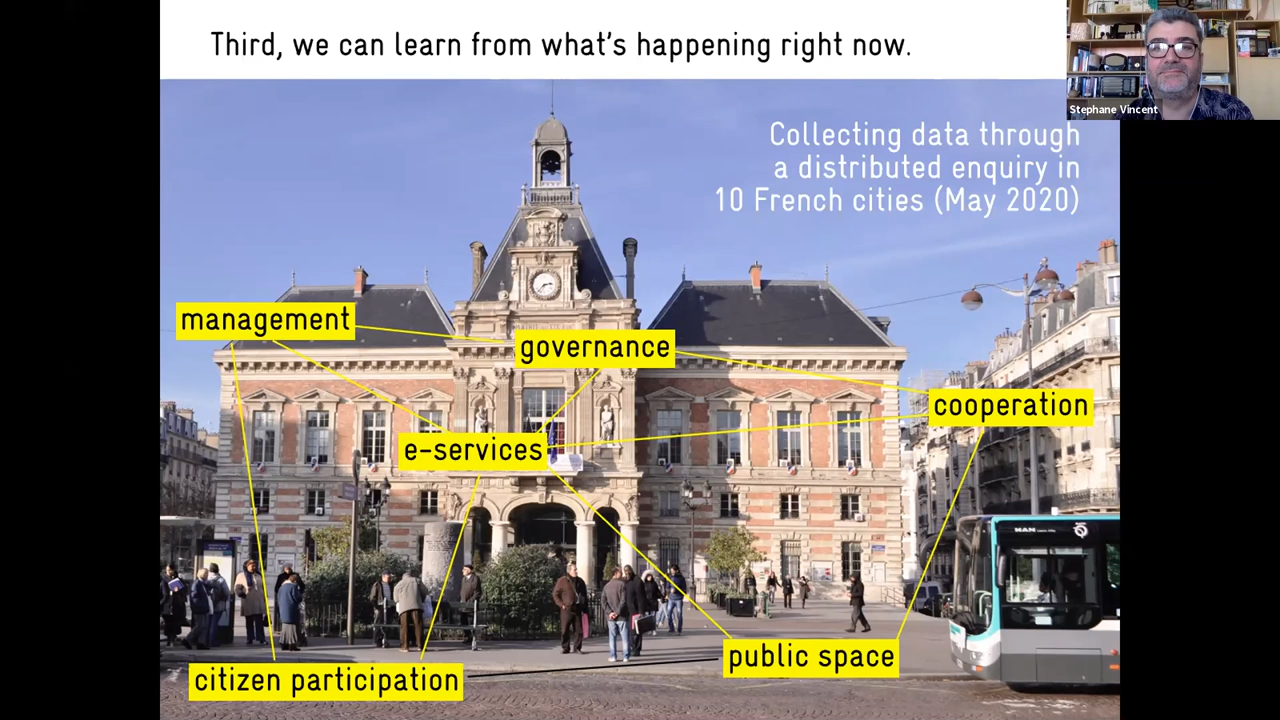 Third, we can learn from what's happening right now.
Stephane Vincent
Collecting data through
a distributed enquiry in
10 French cities (May 2020)
management
governance
cooperation
e-services
MAN
public space
citizen participation